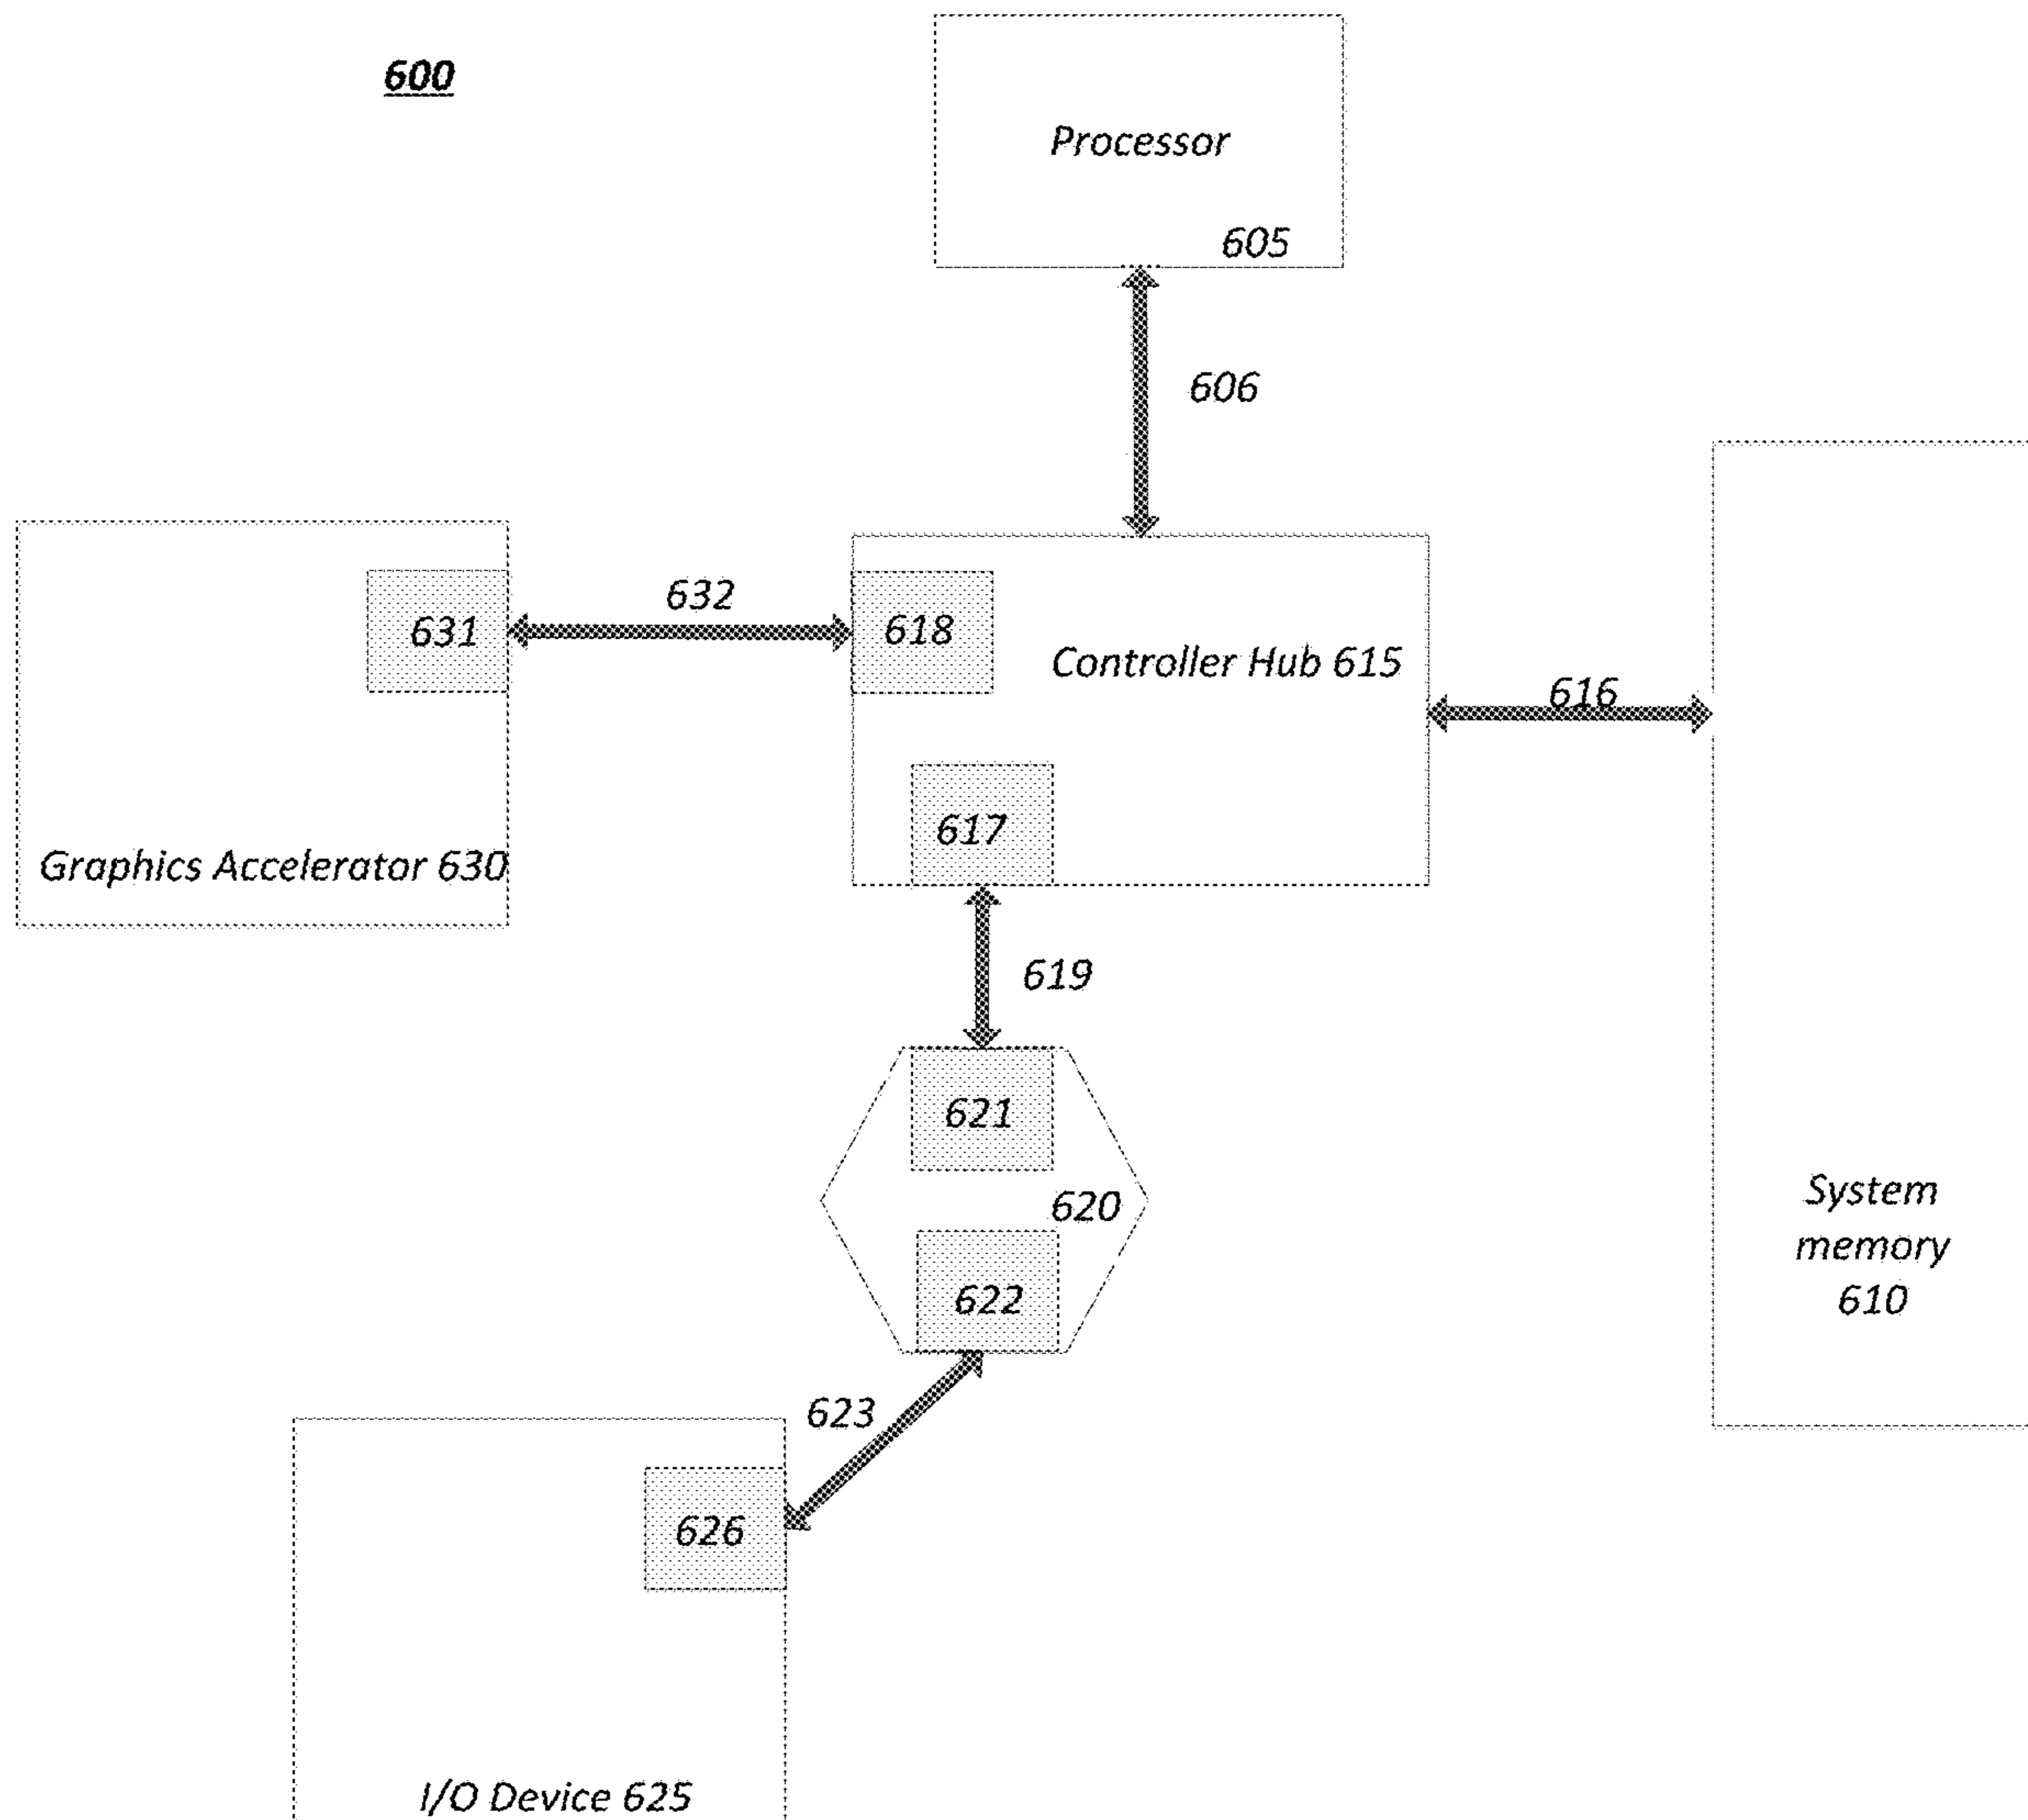 600
Processor
605
606
631
632
618
Controller Hub 615
616
617
Graphics Accelerator 630
619
621
620
622
System
memory
610
623
626
I/O Device 625